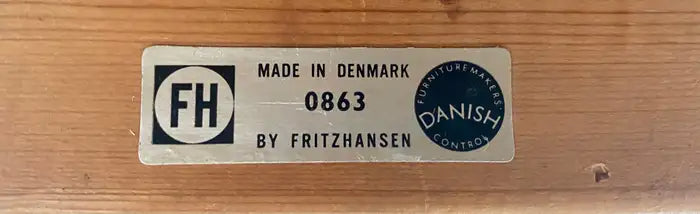 FH
MADE IN DENMARK
0863
BY FRITZHANSEN
FURNITUREMAKERS'
DANISH
CONTROL